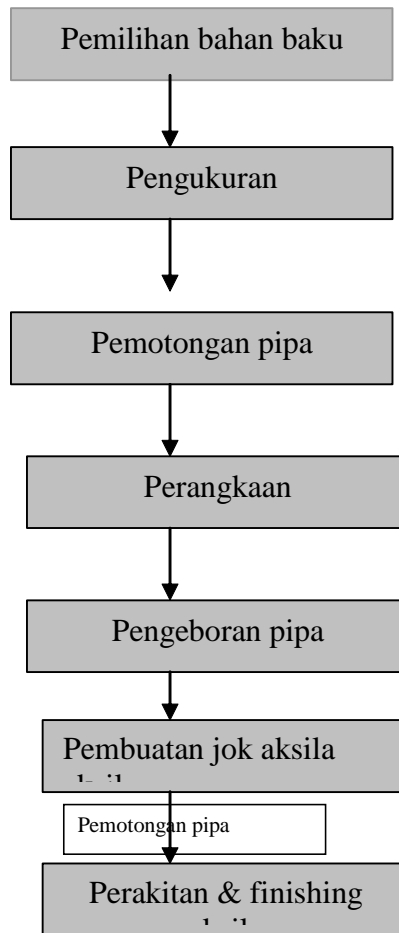 Pemilihan bahan baku
Pengukuran
Pemotongan pipa
Perangkaan
Pengeboran pipa
Pembuatan jok aksila
Pemotongan pipa
Perakitan & finishing